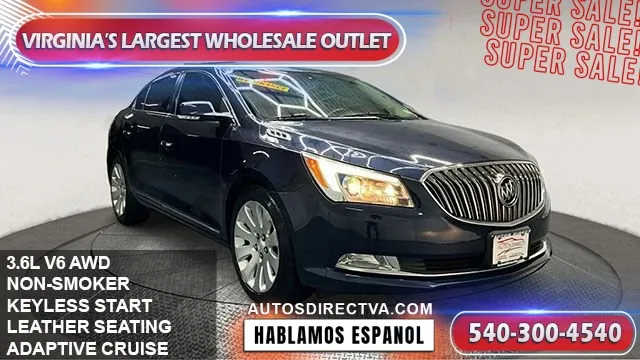 VIRGINIA'S LARGEST WHOLESALE OUTLET
SUPER SALE!
SUPER SALE!
SUPER SALE!
3.6L V6 AWD
NON-SMOKER
KEYLESS START
LEATHER SEATING
ADAPTIVE CRUISE
AUTOSDIRECTVA.COM
HABLAMOS ESPANOL
540-300-4540